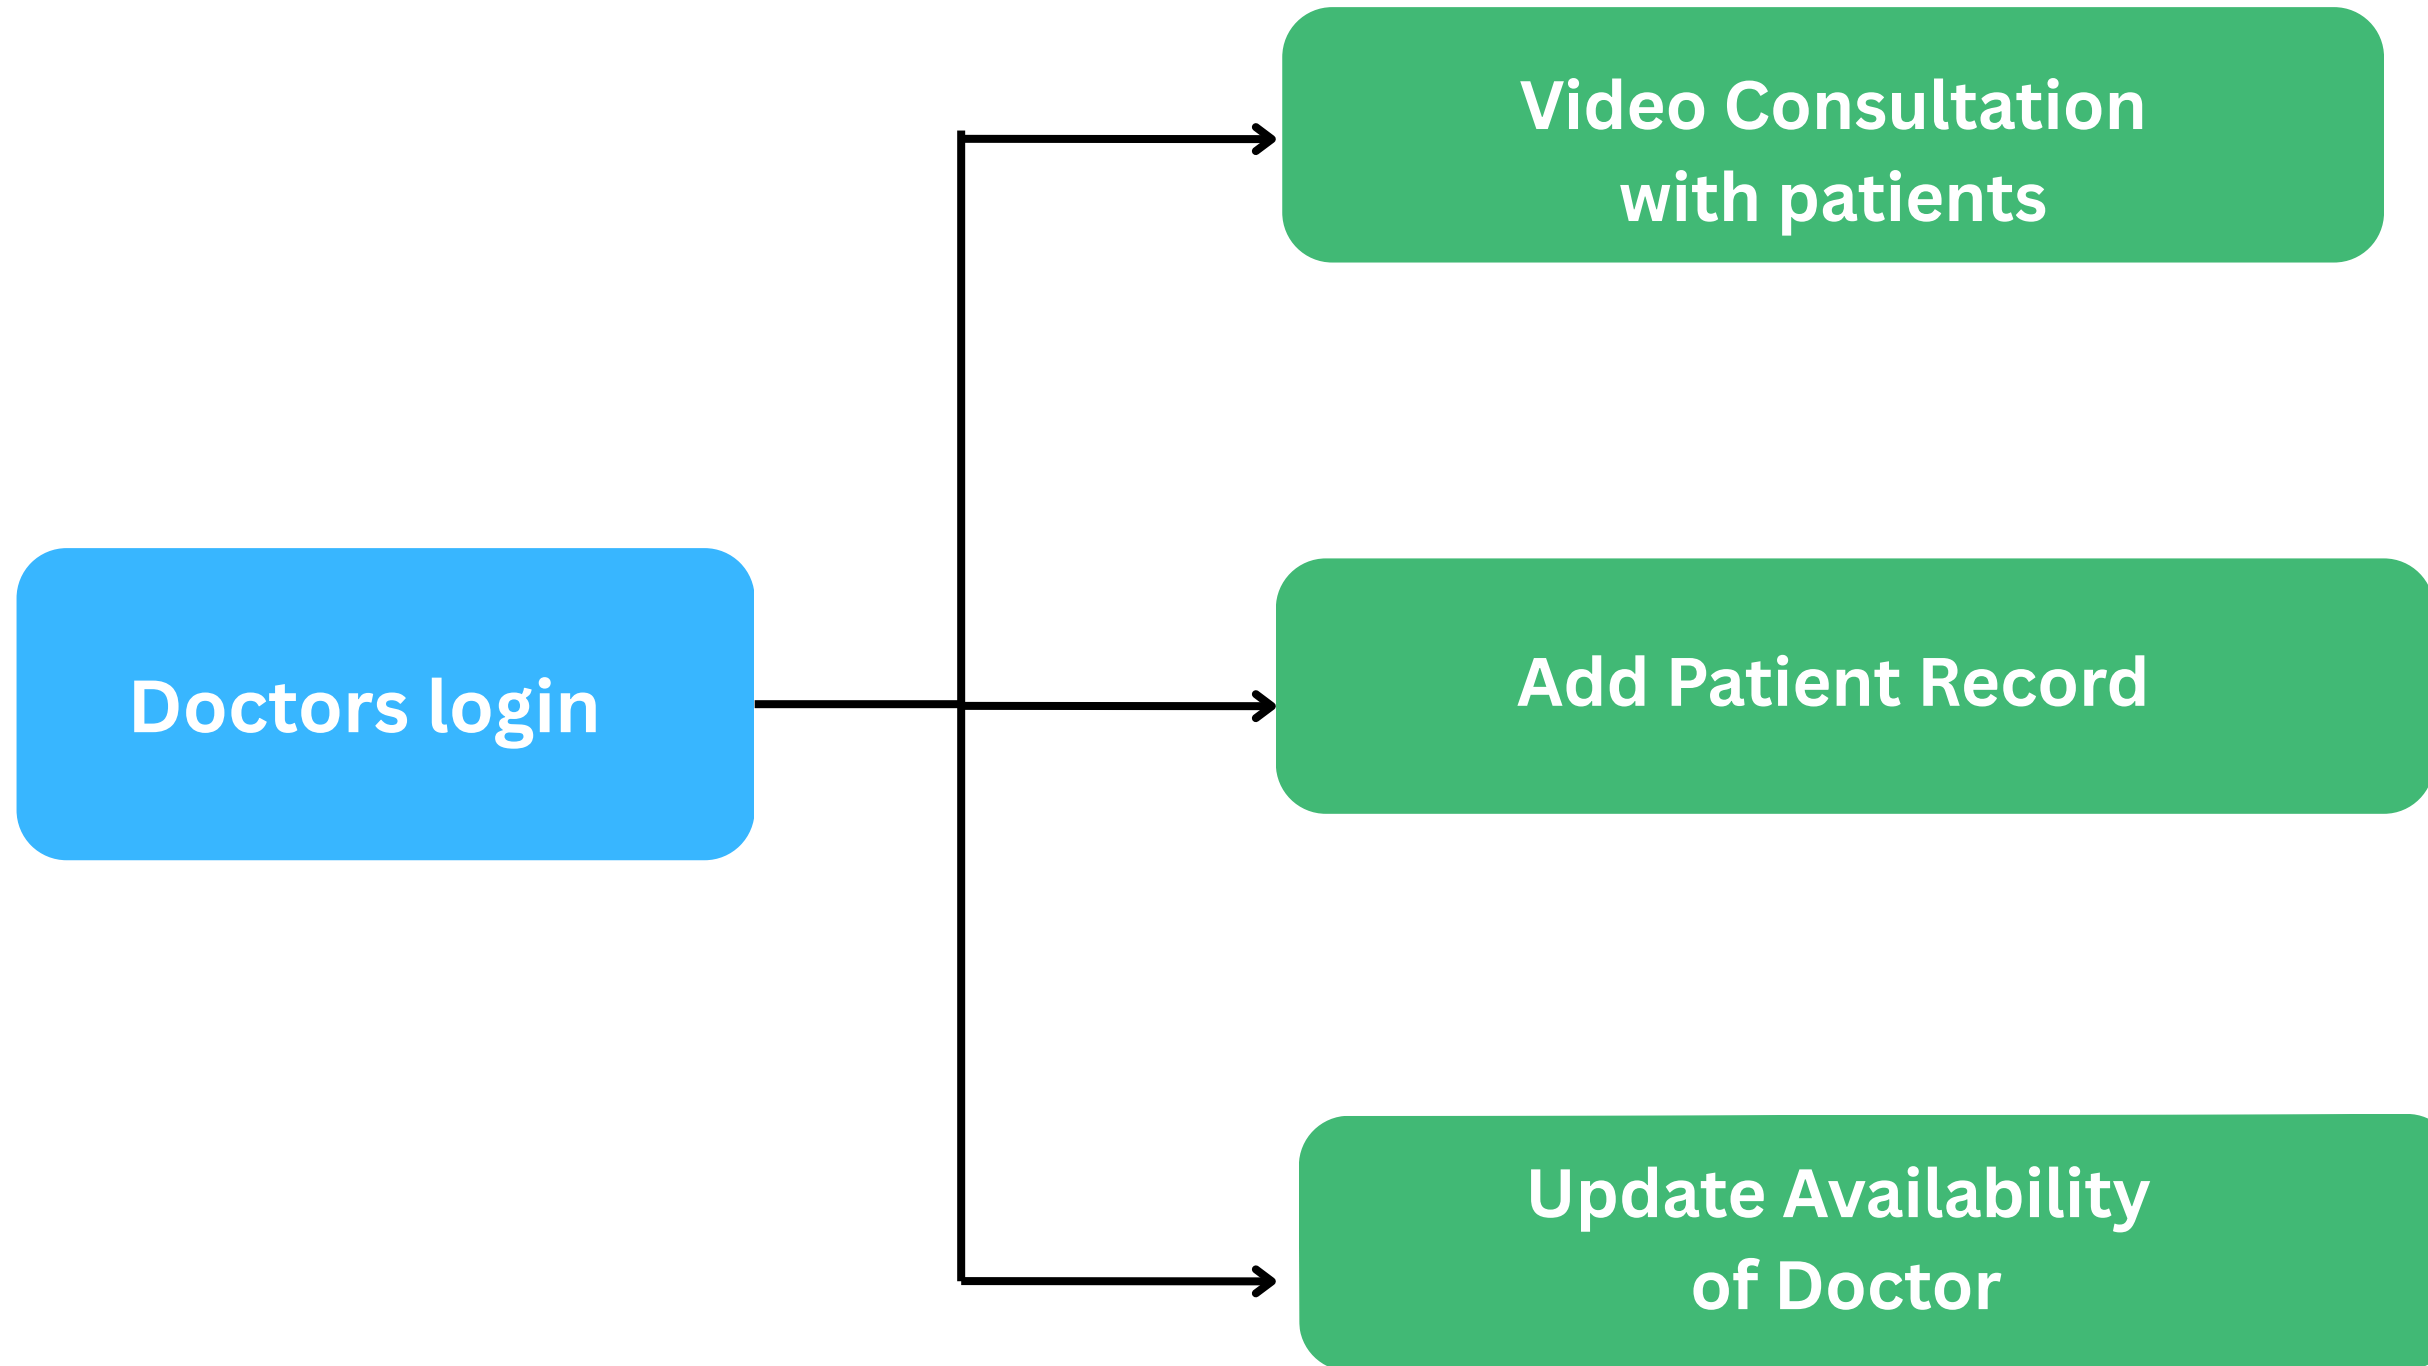 Video Consultation
with patients
Doctors login
Add Patient Record
Update Availability
of Doctor